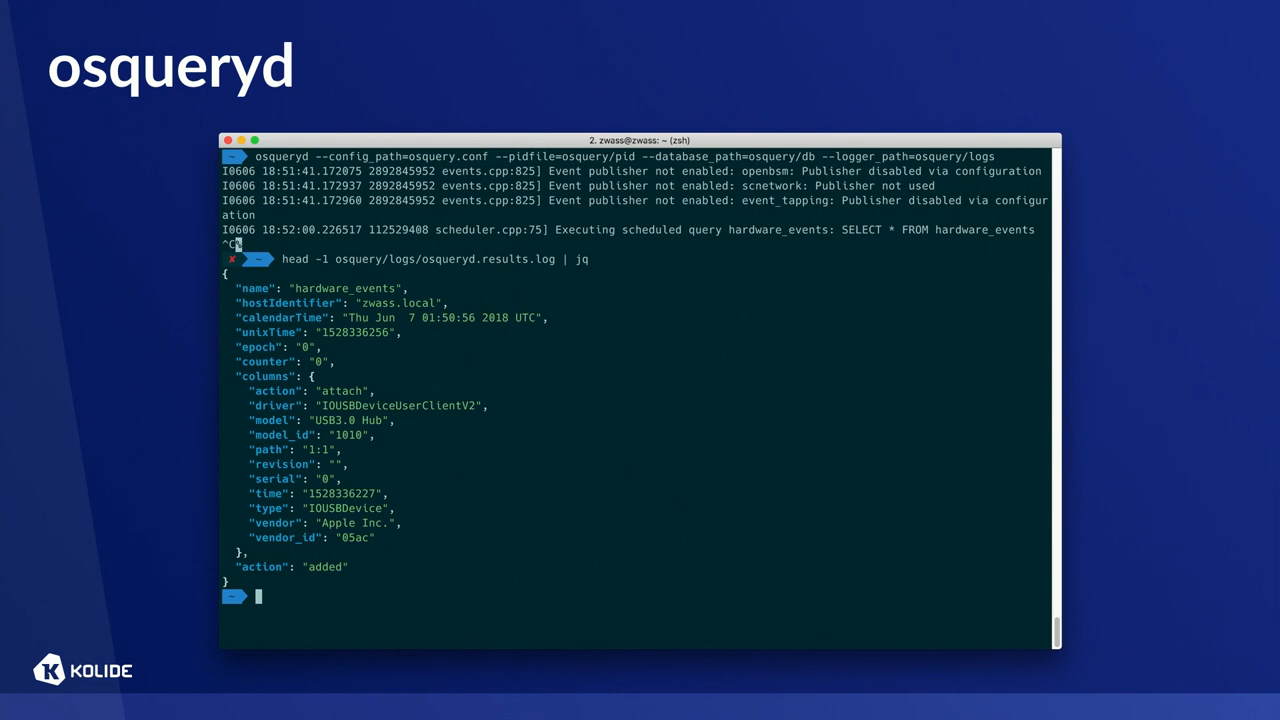 osqueryd
2. zwass@zwass: ~ (zsh)
~ osqueryd --config_path=osquery.conf --pidfile=osquery/pid --database_path=osquery/db --logger_path=osquery/logs
I0606 18:51:41.172075 2892845952 events.cpp:825] Event publisher not enabled: openbsm: Publisher disabled via configuration
I0606 18:51:41.172937 2892845952 events.cpp:825] Event publisher not enabled: scnetwork: Publisher not used
I0606 18:51:41.172960 2892845952 events.cpp:825] Event publisher not enabled: event_tapping: Publisher disabled via configur
ation
I0606 18:52:00.226517 112529408 scheduler.cpp:75] Executing scheduled query hardware_events: SELECT * FROM hardware_events
^C%
✘ ~ head -1 osquery/logs/osqueryd.results.log | jq
{
"name": "hardware_events",
"hostIdentifier": "zwass.local",
"calendarTime": "Thu Jun  7 01:50:56 2018 UTC",
"unixTime": "1528336256",
"epoch": "0",
"counter": "0",
"columns": {
"action": "attach",
"driver": "IOUSBDeviceUserClientV2",
"model": "USB3.0 Hub",
"model_id": "1010",
"path": "1:1",
"revision": "",
"serial": "0",
"time": "1528336227",
"type": "IOUSBDevice",
"vendor": "Apple Inc.",
"vendor_id": "05ac"
},
"action": "added"
}
~
K KOLIDE